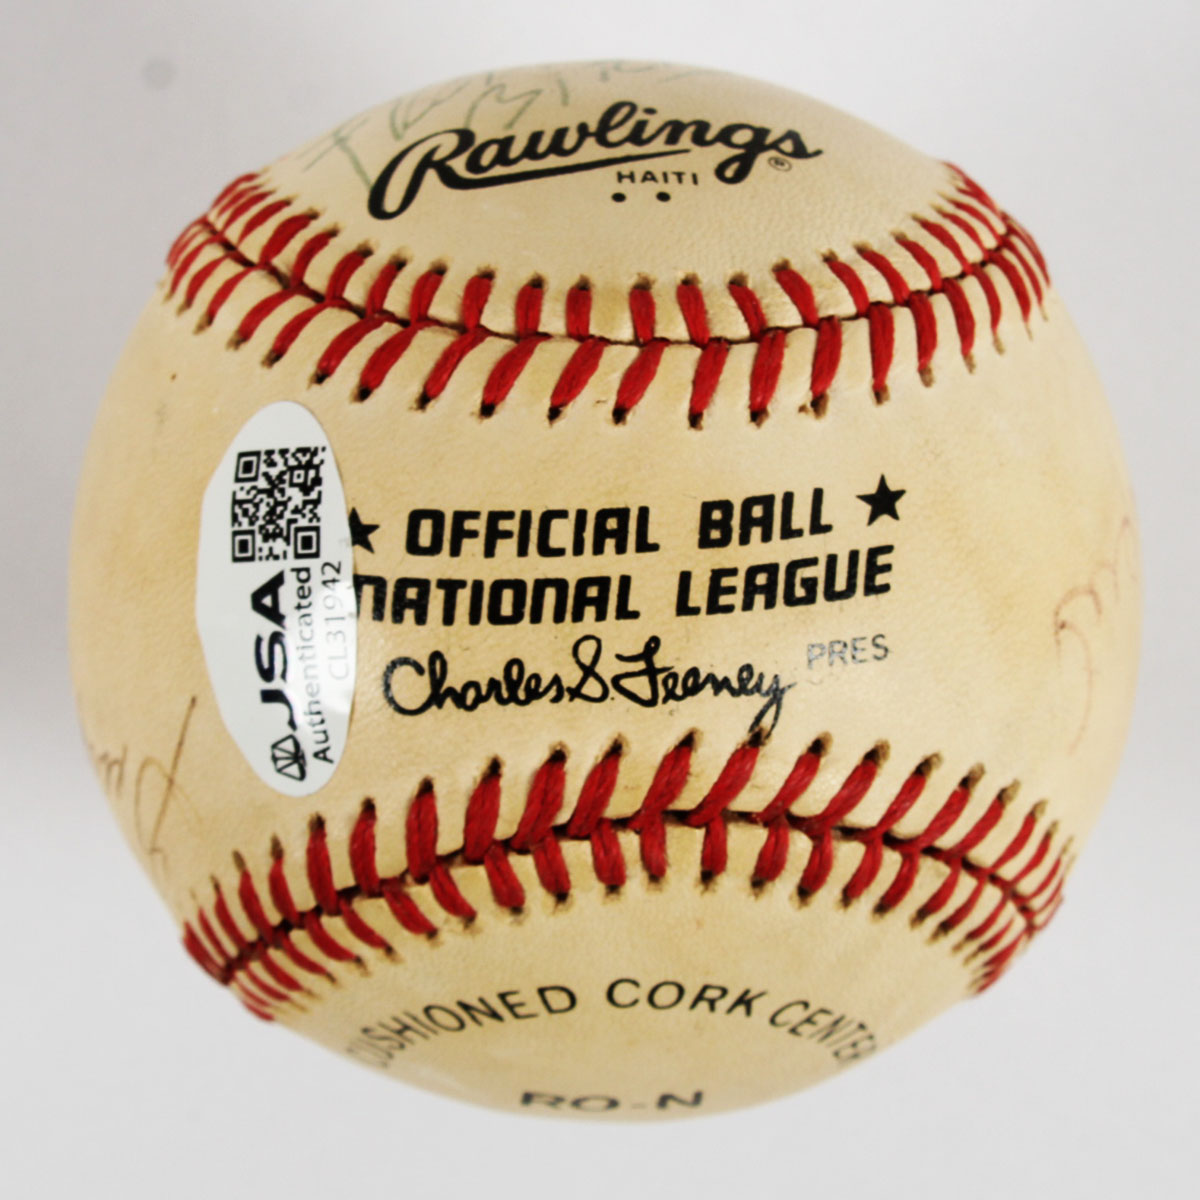 Rawlings®
HAITI
★ OFFICIAL BALL ★
NATIONAL LEAGUE
Charles S. Feeney PRES
JSA
Authenticated
CL31942
CUSHIONED CORK CENTER
RO-N